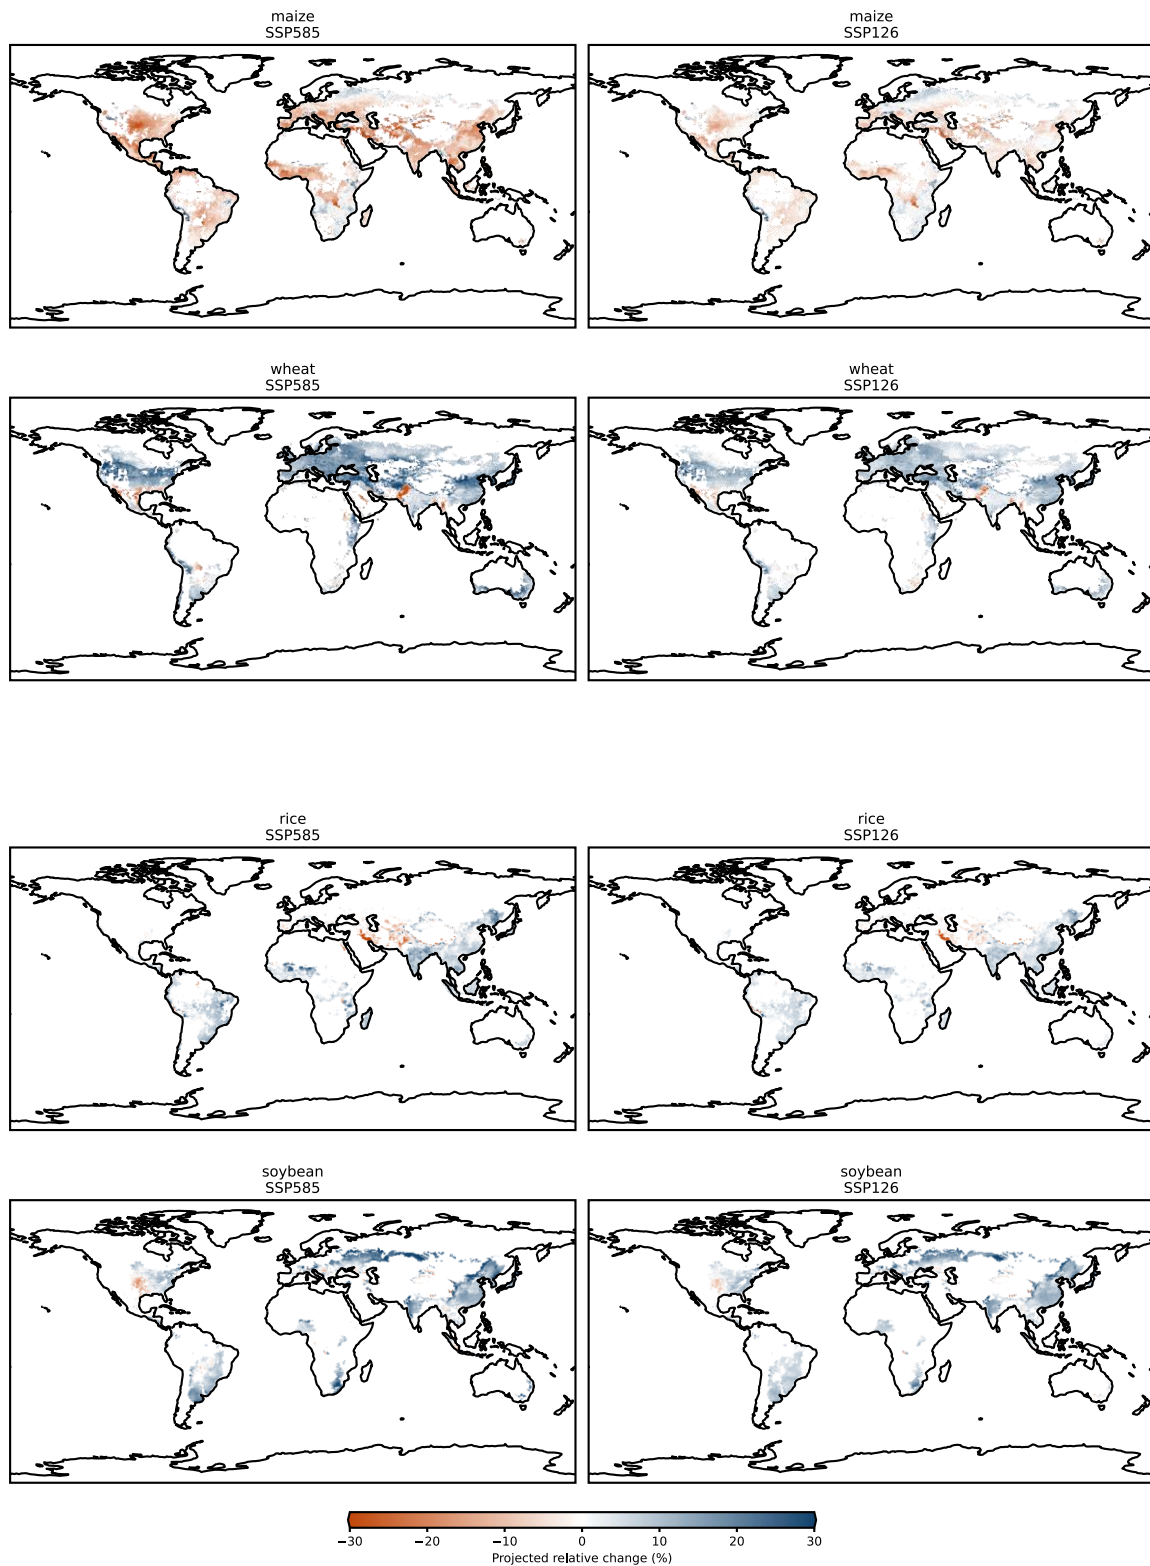 maize
SSP585
maize
SSP126
wheat
SSP585
wheat
SSP126
rice
SSP585
rice
SSP126
soybean
SSP585
soybean
SSP126
−30 −20 −10 0 10 20 30
Projected relative change (%)